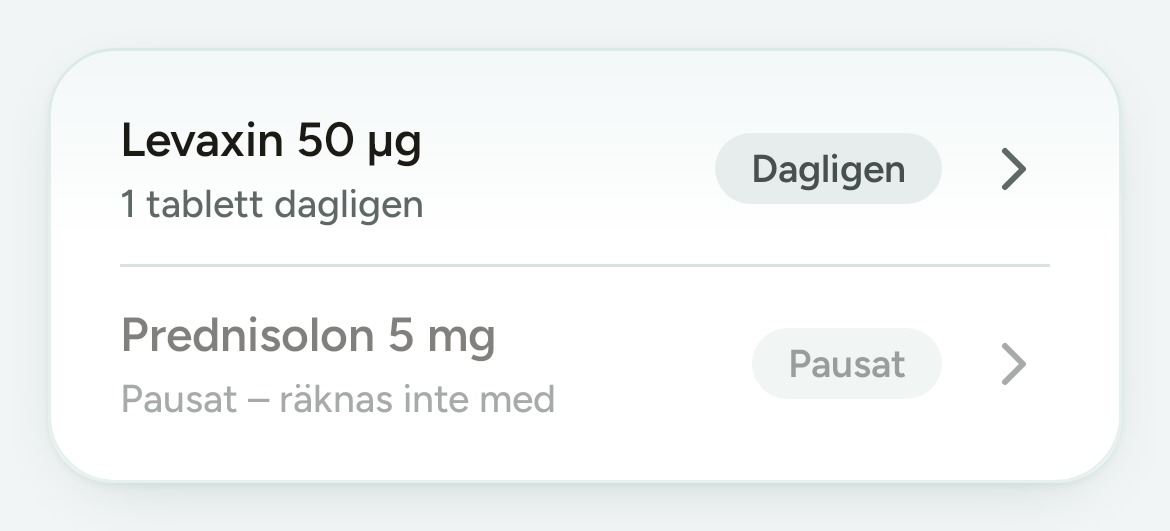 Levaxin 50 µg
1 tablett dagligen
Dagligen
Prednisolon 5 mg
Pausat – räknas inte med
Pausat